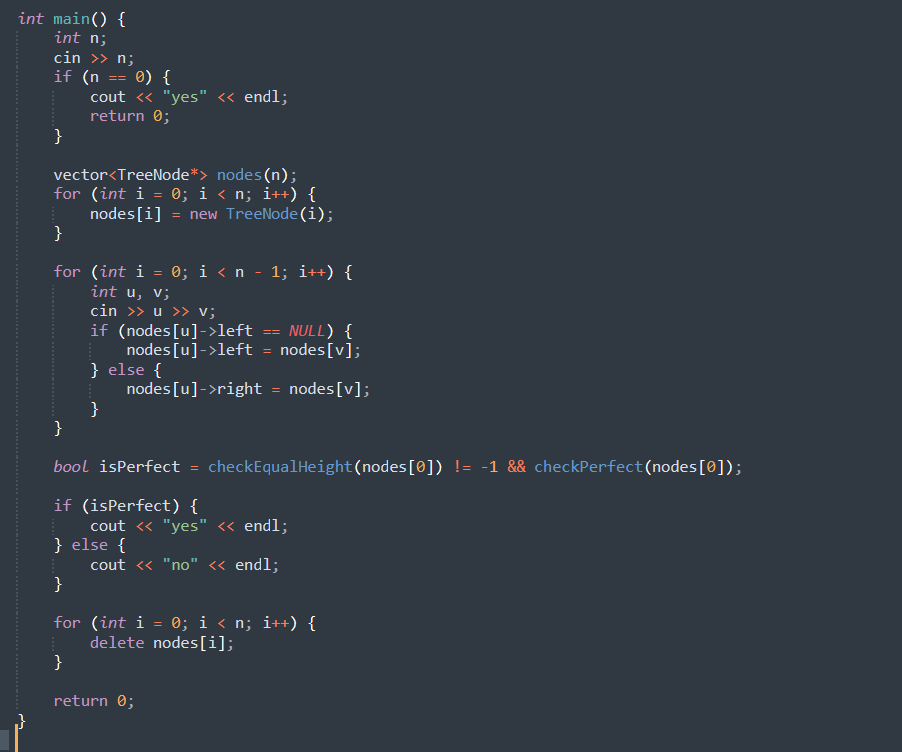 int main() {
    int n;
    cin >> n;
    if (n == 0) {
        cout << "yes" << endl;
        return 0;
    }

    vector<TreeNode*> nodes(n);
    for (int i = 0; i < n; i++) {
        nodes[i] = new TreeNode(i);
    }

    for (int i = 0; i < n - 1; i++) {
        int u, v;
        cin >> u >> v;
        if (nodes[u]->left == NULL) {
            nodes[u]->left = nodes[v];
        } else {
            nodes[u]->right = nodes[v];
        }
    }

    bool isPerfect = checkEqualHeight(nodes[0]) != -1 && checkPerfect(nodes[0]);

    if (isPerfect) {
        cout << "yes" << endl;
    } else {
        cout << "no" << endl;
    }

    for (int i = 0; i < n; i++) {
        delete nodes[i];
    }

    return 0;
}